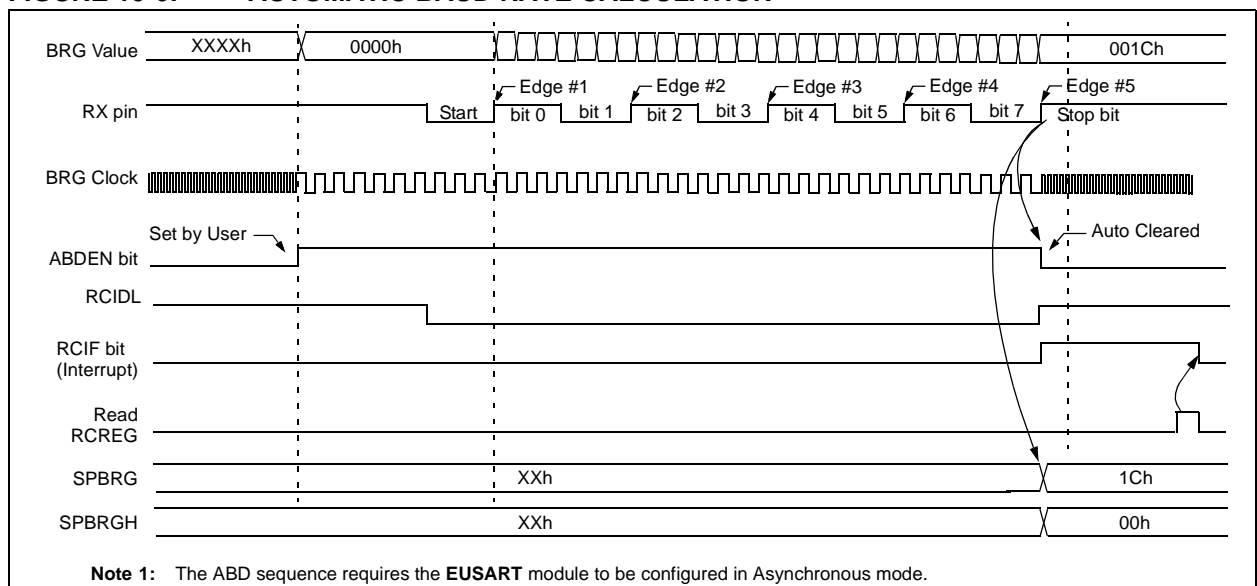 BRG Value XXXXh 0000h 001Ch
Edge #1 Edge #2 Edge #3 Edge #4 Edge #5
RX pin Start bit 0 bit 1 bit 2 bit 3 bit 4 bit 5 bit 6 bit 7 Stop bit
BRG Clock
Set by User Auto Cleared
ABDEN bit
RCIDL
RCIF bit
(Interrupt)
Read
RCREG
SPBRG XXh 1Ch
SPBRGH XXh 00h
Note 1: The ABD sequence requires the EUSART module to be configured in Asynchronous mode.